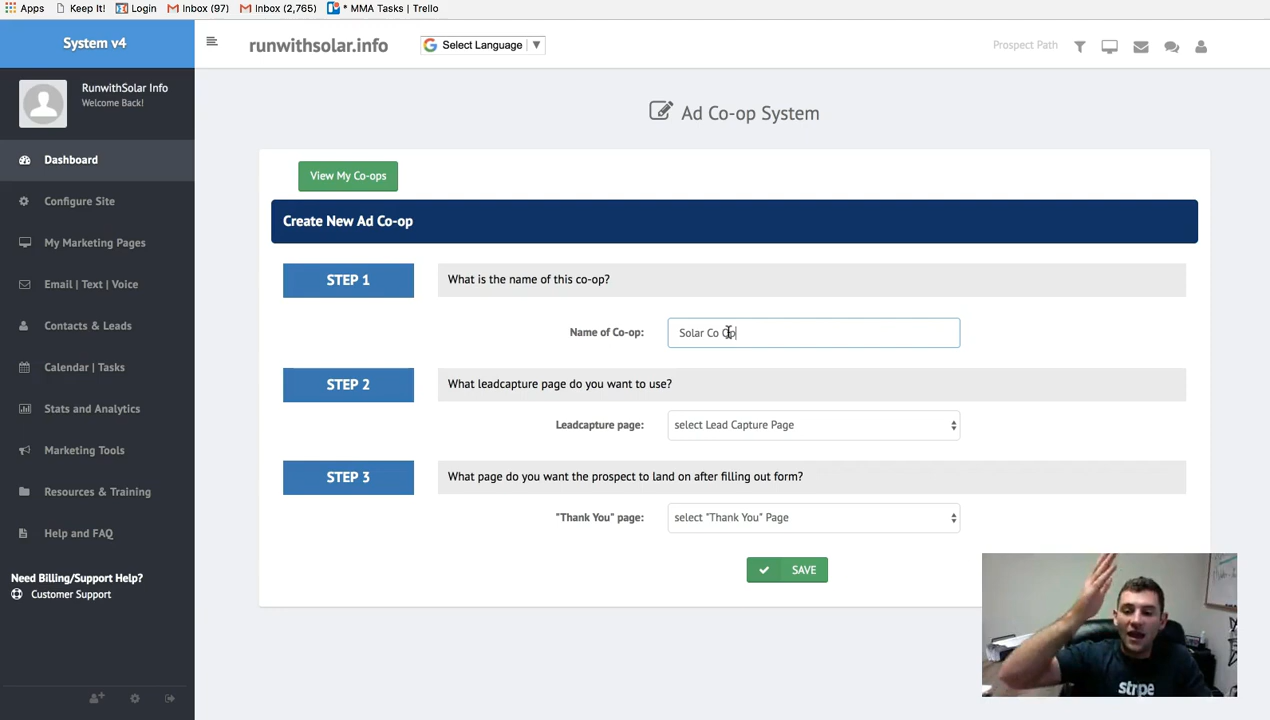 Apps Keep It! Login Inbox (97) Inbox (2,765) * MMA Tasks | Trello
System v4
runwithsolar.info
Select Language
Prospect Path
RunwithSolar Info
Welcome Back!
Ad Co-op System
Dashboard
View My Co-ops
Configure Site
Create New Ad Co-op
My Marketing Pages
STEP 1
What is the name of this co-op?
Email | Text | Voice
Contacts & Leads
Name of Co-op:
Solar Co Op
Calendar | Tasks
STEP 2
What leadcapture page do you want to use?
Stats and Analytics
Leadcapture page:
select Lead Capture Page
Marketing Tools
STEP 3
What page do you want the prospect to land on after filling out form?
Resources & Training
"Thank You" page:
select "Thank You" Page
Help and FAQ
SAVE
Need Billing/Support Help?
Customer Support
stripe